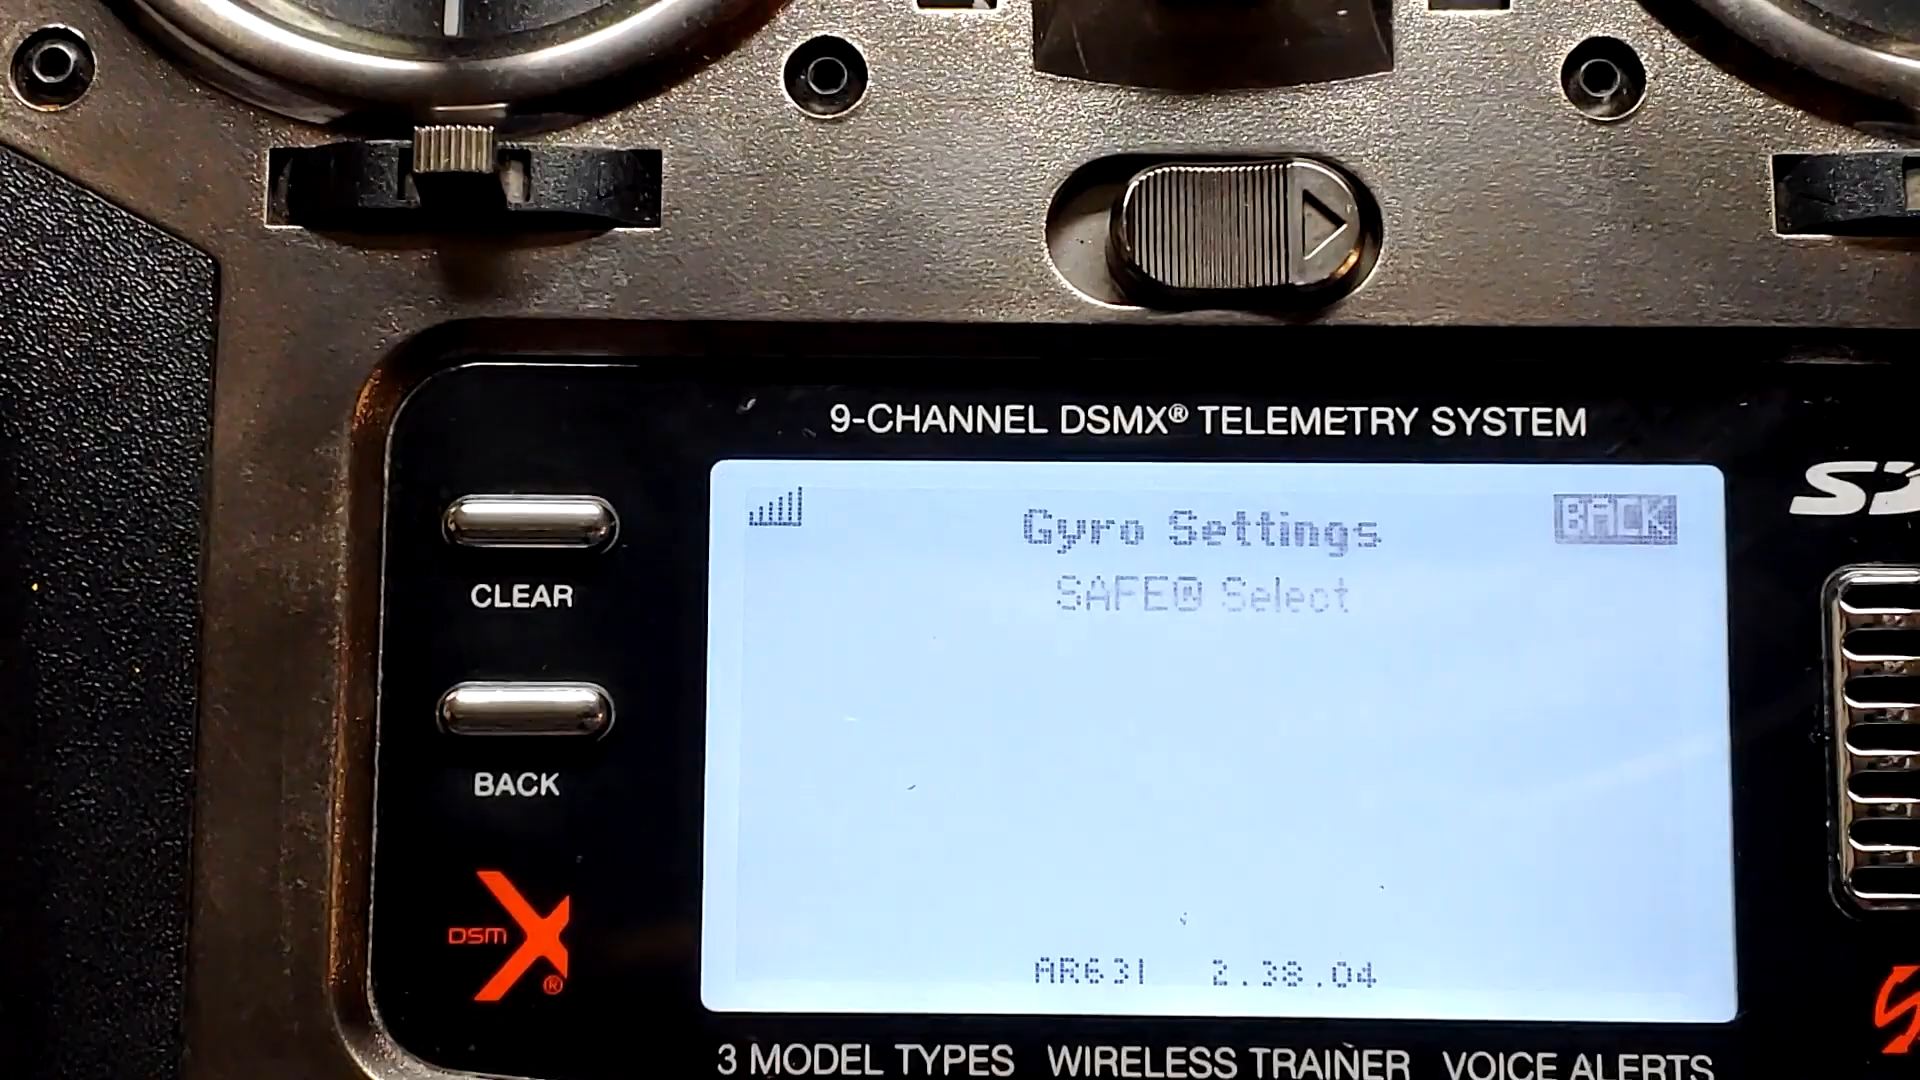 9-CHANNEL DSMX® TELEMETRY SYSTEM
Gyro Settings
BACK
SAFE® Select
CLEAR
BACK
DSM X®
AR631 2.38.04
3 MODEL TYPES WIRELESS TRAINER VOICE ALERTS